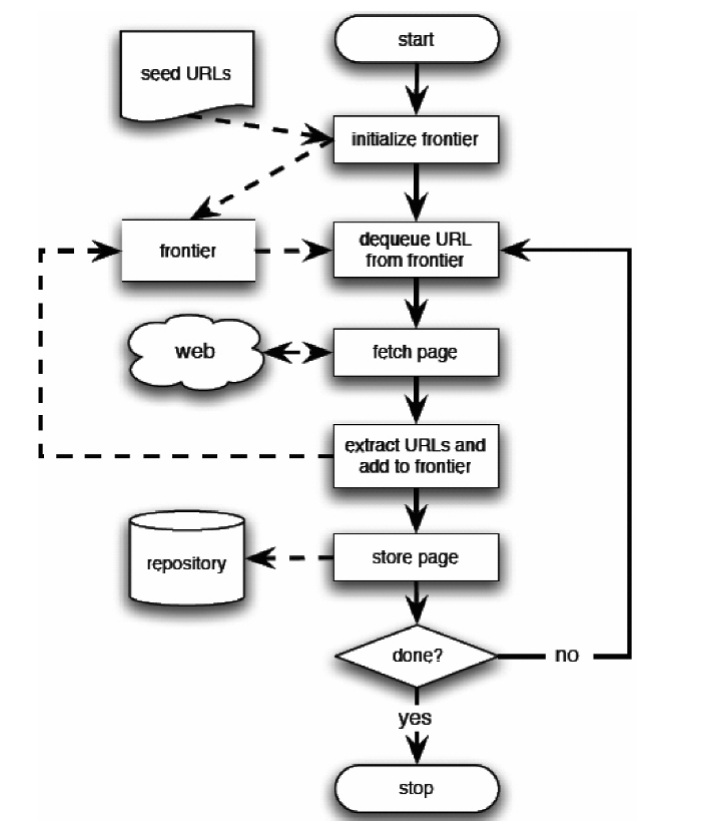 start
seed URLs
initialize frontier
frontier
dequeue URL
from frontier
web
fetch page
extract URLs and
add to frontier
repository
store page
done?
no
yes
stop